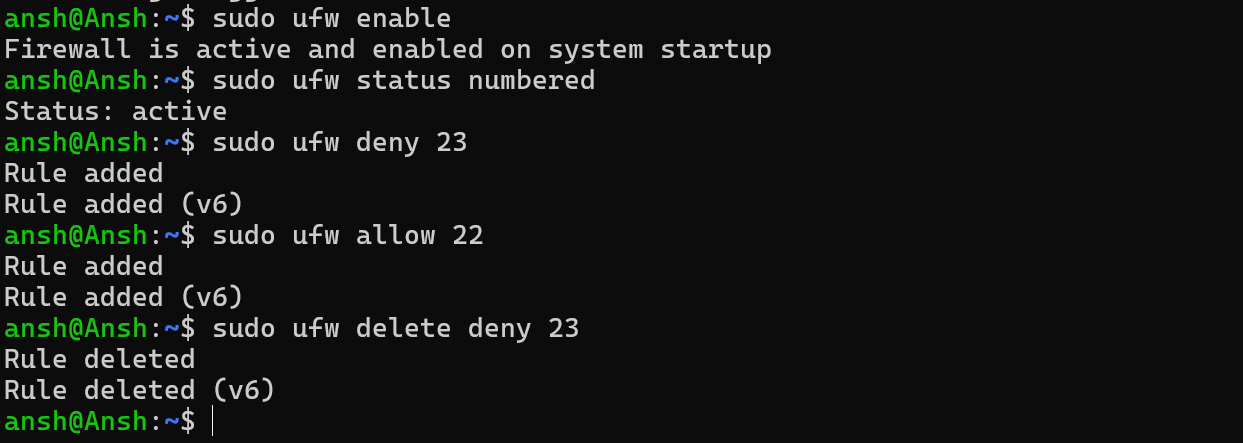 ansh@Ansh:~$ sudo ufw enable
Firewall is active and enabled on system startup
ansh@Ansh:~$ sudo ufw status numbered
Status: active
ansh@Ansh:~$ sudo ufw deny 23
Rule added
Rule added (v6)
ansh@Ansh:~$ sudo ufw allow 22
Rule added
Rule added (v6)
ansh@Ansh:~$ sudo ufw delete deny 23
Rule deleted
Rule deleted (v6)
ansh@Ansh:~$